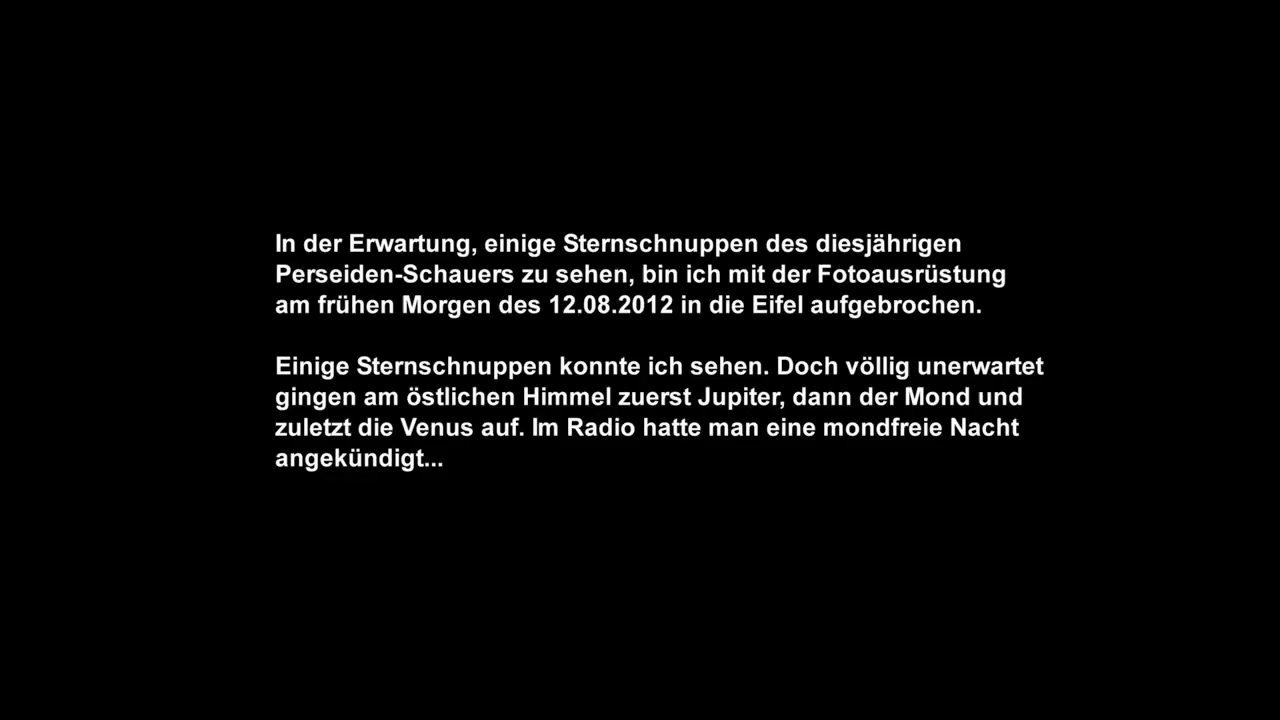 In der Erwartung, einige Sternschnuppen des diesjährigen
Perseiden-Schauers zu sehen, bin ich mit der Fotoausrüstung
am frühen Morgen des 12.08.2012 in die Eifel aufgebrochen.
Einige Sternschnuppen konnte ich sehen. Doch völlig unerwartet
gingen am östlichen Himmel zuerst Jupiter, dann der Mond und
zuletzt die Venus auf. Im Radio hatte man eine mondfreie Nacht
angekündigt...